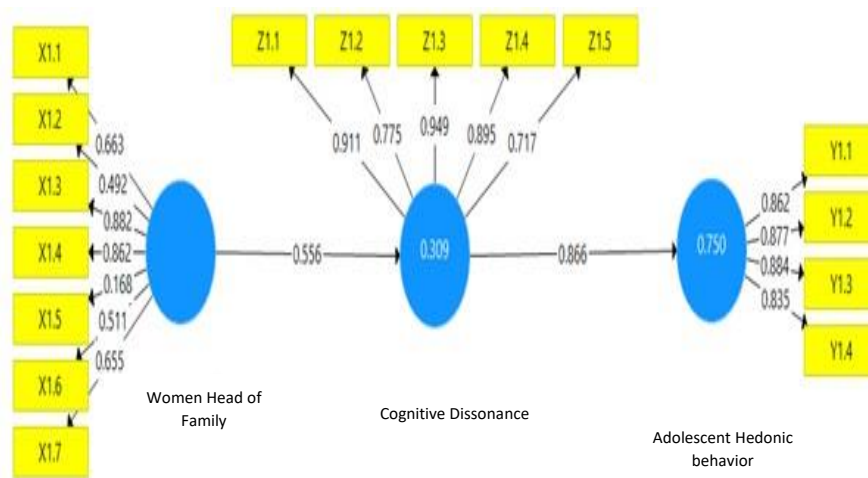 Z1.1 Z1.2 Z1.3 Z1.4 Z1.5
X1.1
X1.2
X1.3
X1.4
X1.5
X1.6
X1.7
0.663
0.492
0.882
0.862
0.168
0.511
0.655
0.911 0.775 0.949 0.895 0.717
0.556
0.309
0.866
0.750
0.862
0.877
0.884
0.835
Y1.1
Y1.2
Y1.3
Y1.4
Women Head of
Family
Cognitive Dissonance
Adolescent Hedonic
behavior